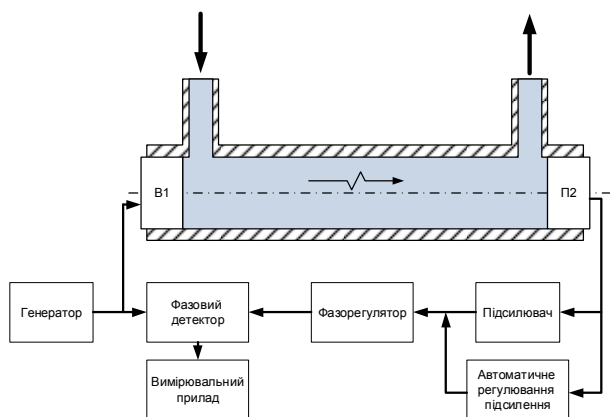 В1
П2
Генератор
Фазовий
детектор
Фазорегулятор
Підсилювач
Вимірювальний
прилад
Автоматичне
регулювання
підсилення